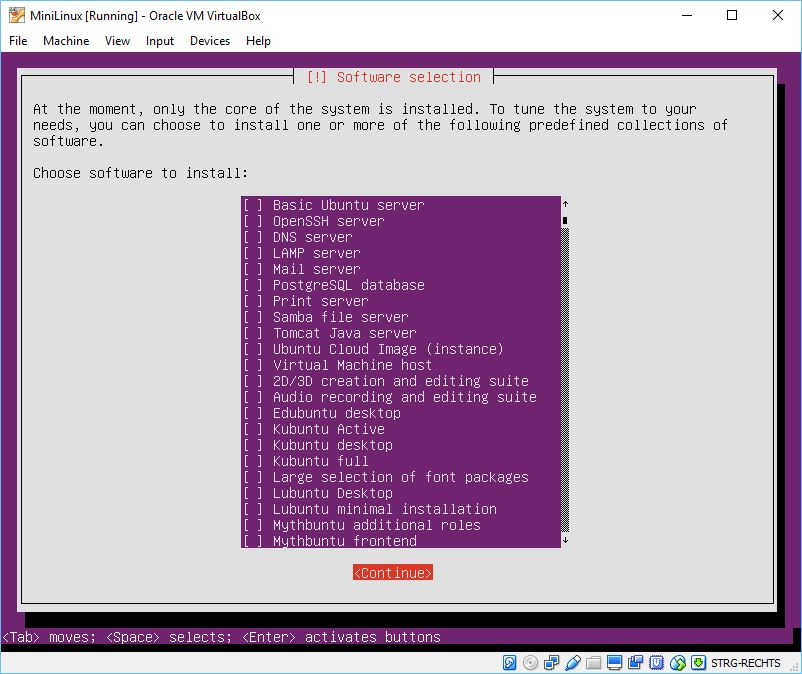 MiniLinux [Running] - Oracle VM VirtualBox
File Machine View Input Devices Help
[!] Software selection
At the moment, only the core of the system is installed. To tune the system to your
needs, you can choose to install one or more of the following predefined collections of
software.
Choose software to install:
[ ] Basic Ubuntu server
[ ] OpenSSH server
[ ] DNS server
[ ] LAMP server
[ ] Mail server
[ ] PostgreSQL database
[ ] Print server
[ ] Samba file server
[ ] Tomcat Java server
[ ] Ubuntu Cloud Image (instance)
[ ] Virtual Machine host
[ ] 2D/3D creation and editing suite
[ ] Audio recording and editing suite
[ ] Edubuntu desktop
[ ] Kubuntu Active
[ ] Kubuntu desktop
[ ] Kubuntu full
[ ] Large selection of font packages
[ ] Lubuntu Desktop
[ ] Lubuntu minimal installation
[ ] Mythbuntu additional roles
[ ] Mythbuntu frontend
<Continue>
<Tab> moves; <Space> selects; <Enter> activates buttons
STRG-RECHTS